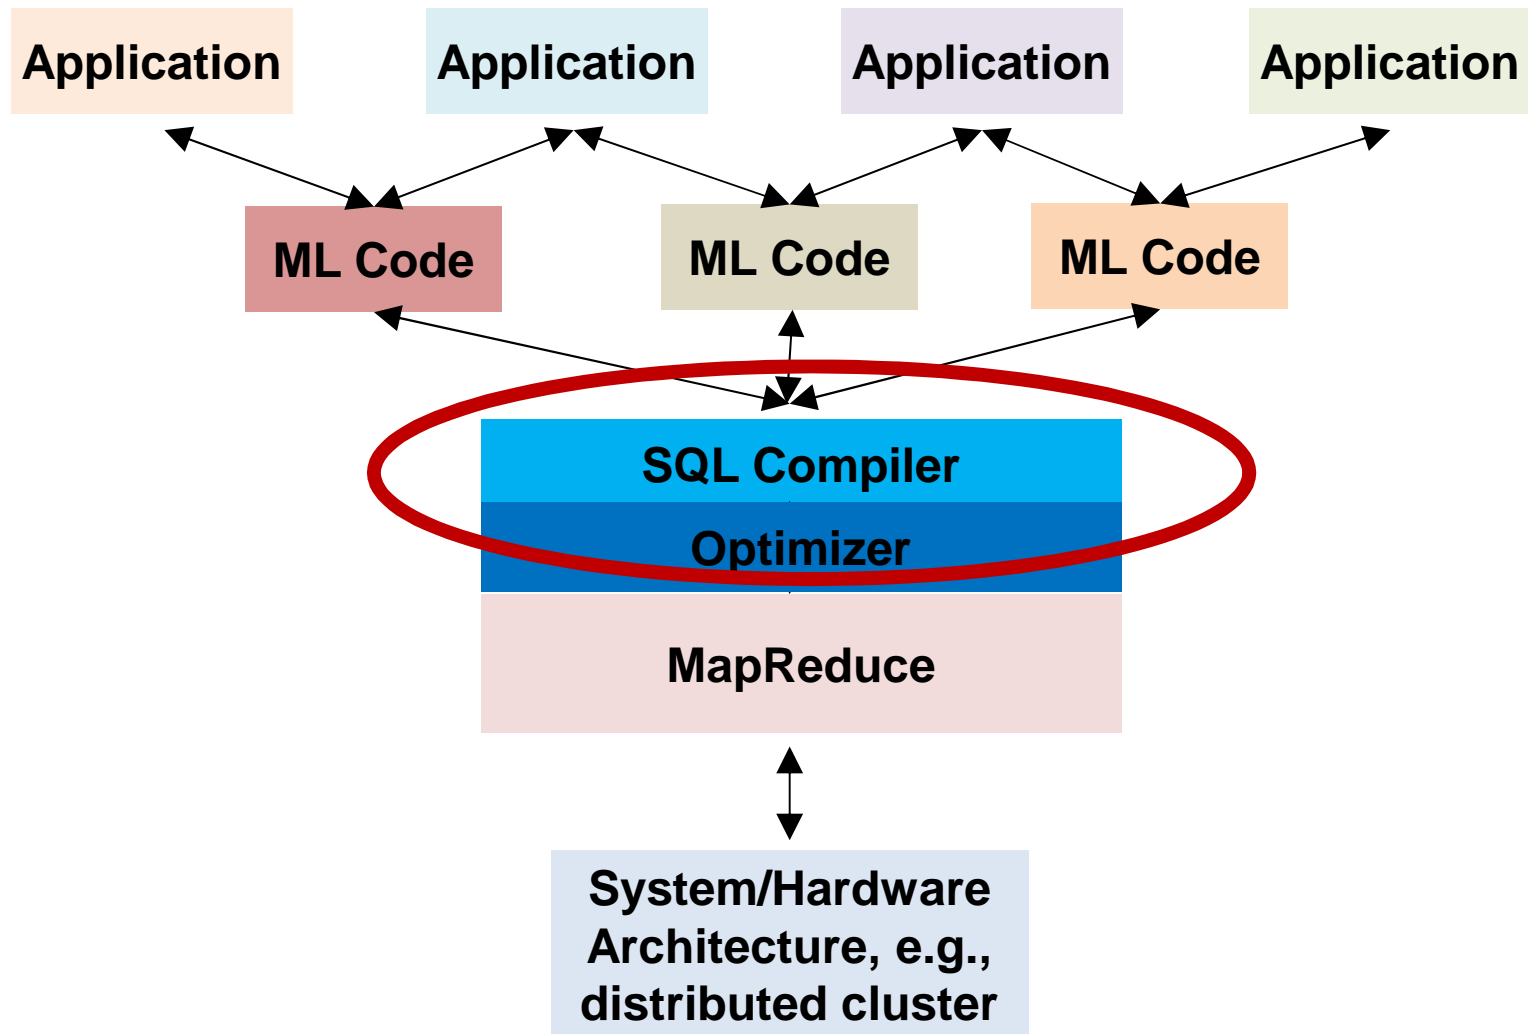 Application
Application
Application
Application
ML Code
ML Code
ML Code
SQL Compiler
Optimizer
MapReduce
System/Hardware
Architecture, e.g.,
distributed cluster